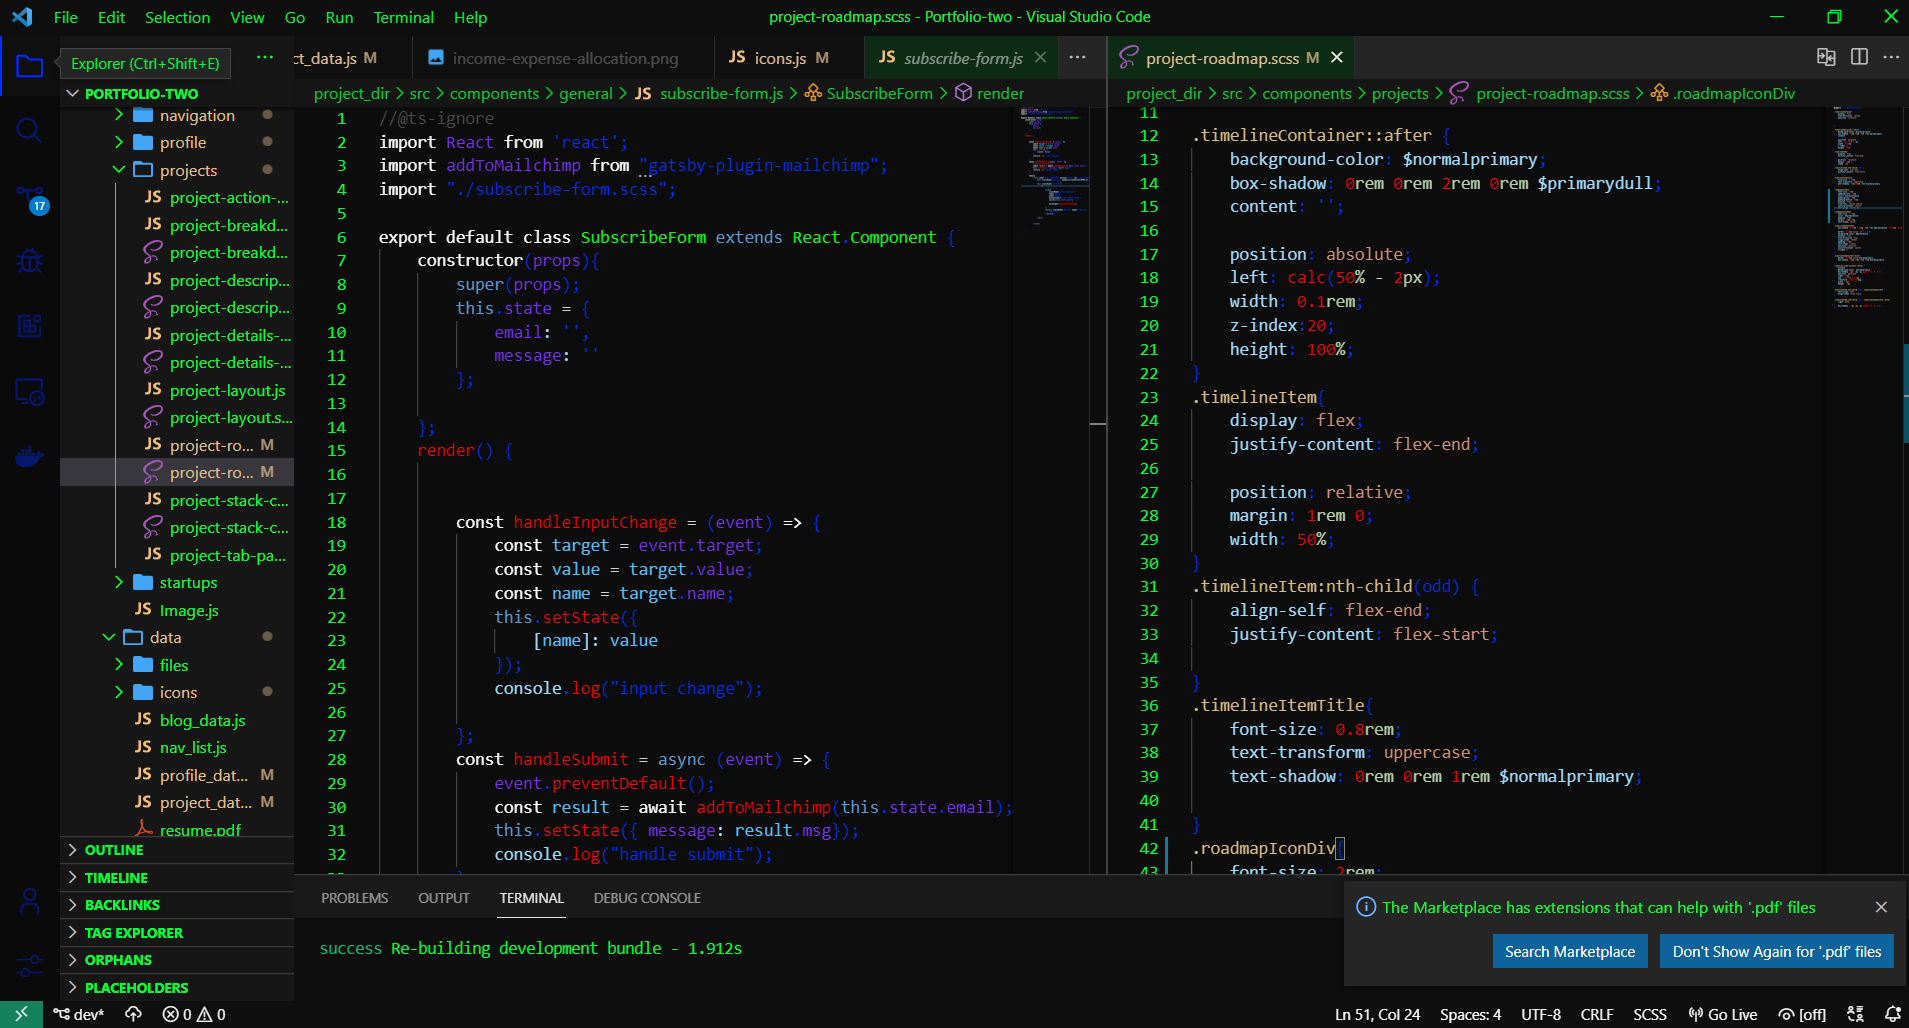 File Edit Selection View Go Run Terminal Help
project-roadmap.scss - Portfolio-two - Visual Studio Code
Explorer (Ctrl+Shift+E)
ct_data.js M
income-expense-allocation.png
JS icons.js M
JS subscribe-form.js
project-roadmap.scss M
PORTFOLIO-TWO
navigation
profile
projects
JS project-action-...
JS project-breakd...
project-breakd...
JS project-descrip...
project-descrip...
JS project-details-...
project-details-...
JS project-layout.js
project-layout.s...
JS project-ro... M
project-ro... M
JS project-stack-c...
project-stack-c...
JS project-tab-pa...
startups
JS Image.js
data
files
icons
JS blog_data.js
JS nav_list.js
JS profile_dat... M
JS project_dat... M
resume.pdf
OUTLINE
TIMELINE
BACKLINKS
TAG EXPLORER
ORPHANS
PLACEHOLDERS
17
project_dir > src > components > general > JS subscribe-form.js > SubscribeForm > render
1 //@ts-ignore
2 import React from 'react';
3 import addToMailchimp from "gatsby-plugin-mailchimp";
4 import "./subscribe-form.scss";
5
6 export default class SubscribeForm extends React.Component {
7 constructor(props){
8 super(props);
9 this.state = {
10 email: '',
11 message: ''
12 };
13
14 };
15 render() {
16
17
18 const handleInputChange = (event) => {
19 const target = event.target;
20 const value = target.value;
21 const name = target.name;
22 this.setState({
23 [name]: value
24 });
25 console.log("input change");
26
27 };
28 const handleSubmit = async (event) => {
29 event.preventDefault();
30 const result = await addToMailchimp(this.state.email);
31 this.setState({ message: result.msg});
32 console.log("handle submit");
project_dir > src > components > projects > project-roadmap.scss > .roadmapIconDiv
11
12 .timelineContainer::after {
13 background-color: $normalprimary;
14 box-shadow: 0rem 0rem 2rem 0rem $primarydull;
15 content: '';
16
17 position: absolute;
18 left: calc(50% - 2px);
19 width: 0.1rem;
20 z-index:20;
21 height: 100%;
22 }
23 .timelineItem{
24 display: flex;
25 justify-content: flex-end;
26
27 position: relative;
28 margin: 1rem 0;
29 width: 50%;
30 }
31 .timelineItem:nth-child(odd) {
32 align-self: flex-end;
33 justify-content: flex-start;
34
35 }
36 .timelineItemTitle{
37 font-size: 0.8rem;
38 text-transform: uppercase;
39 text-shadow: 0rem 0rem 1rem $normalprimary;
40
41 }
42 .roadmapIconDiv{
43 font-size: 2rem;
PROBLEMS OUTPUT TERMINAL DEBUG CONSOLE
success Re-building development bundle - 1.912s
The Marketplace has extensions that can help with '.pdf' files
Search Marketplace
Don't Show Again for '.pdf' files
dev* 0 0
Ln 51, Col 24 Spaces: 4 UTF-8 CRLF SCSS Go Live [off]